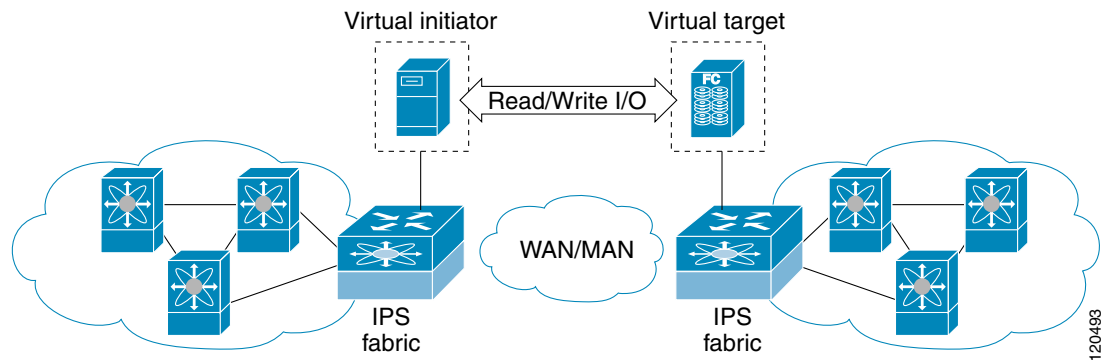 Virtual initiator
Virtual target
FC
Read/Write I/O
WAN/MAN
IPS
fabric
IPS
fabric
120493